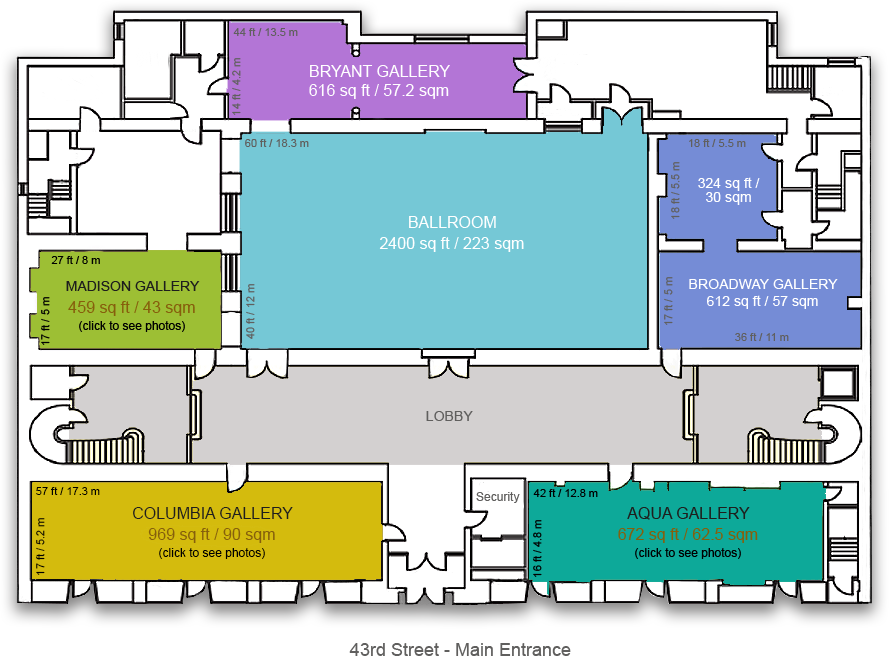 44 ft / 13.5 m
14 ft / 4.2 m
BRYANT GALLERY
616 sq ft / 57.2 sqm
60 ft / 18.3 m
40 ft / 12 m
BALLROOM
2400 sq ft / 223 sqm
18 ft / 5.5 m
18 ft / 5.5 m
324 sq ft /
30 sqm
27 ft / 8 m
17 ft / 5 m
MADISON GALLERY
459 sq ft / 43 sqm
(click to see photos)
BROADWAY GALLERY
612 sq ft / 57 sqm
17 ft / 5 m
36 ft / 11 m
LOBBY
57 ft / 17.3 m
17 ft / 5.2 m
COLUMBIA GALLERY
969 sq ft / 90 sqm
(click to see photos)
Security
42 ft / 12.8 m
16 ft / 4.8 m
AQUA GALLERY
672 sq ft / 62.5 sqm
(click to see photos)
43rd Street - Main Entrance